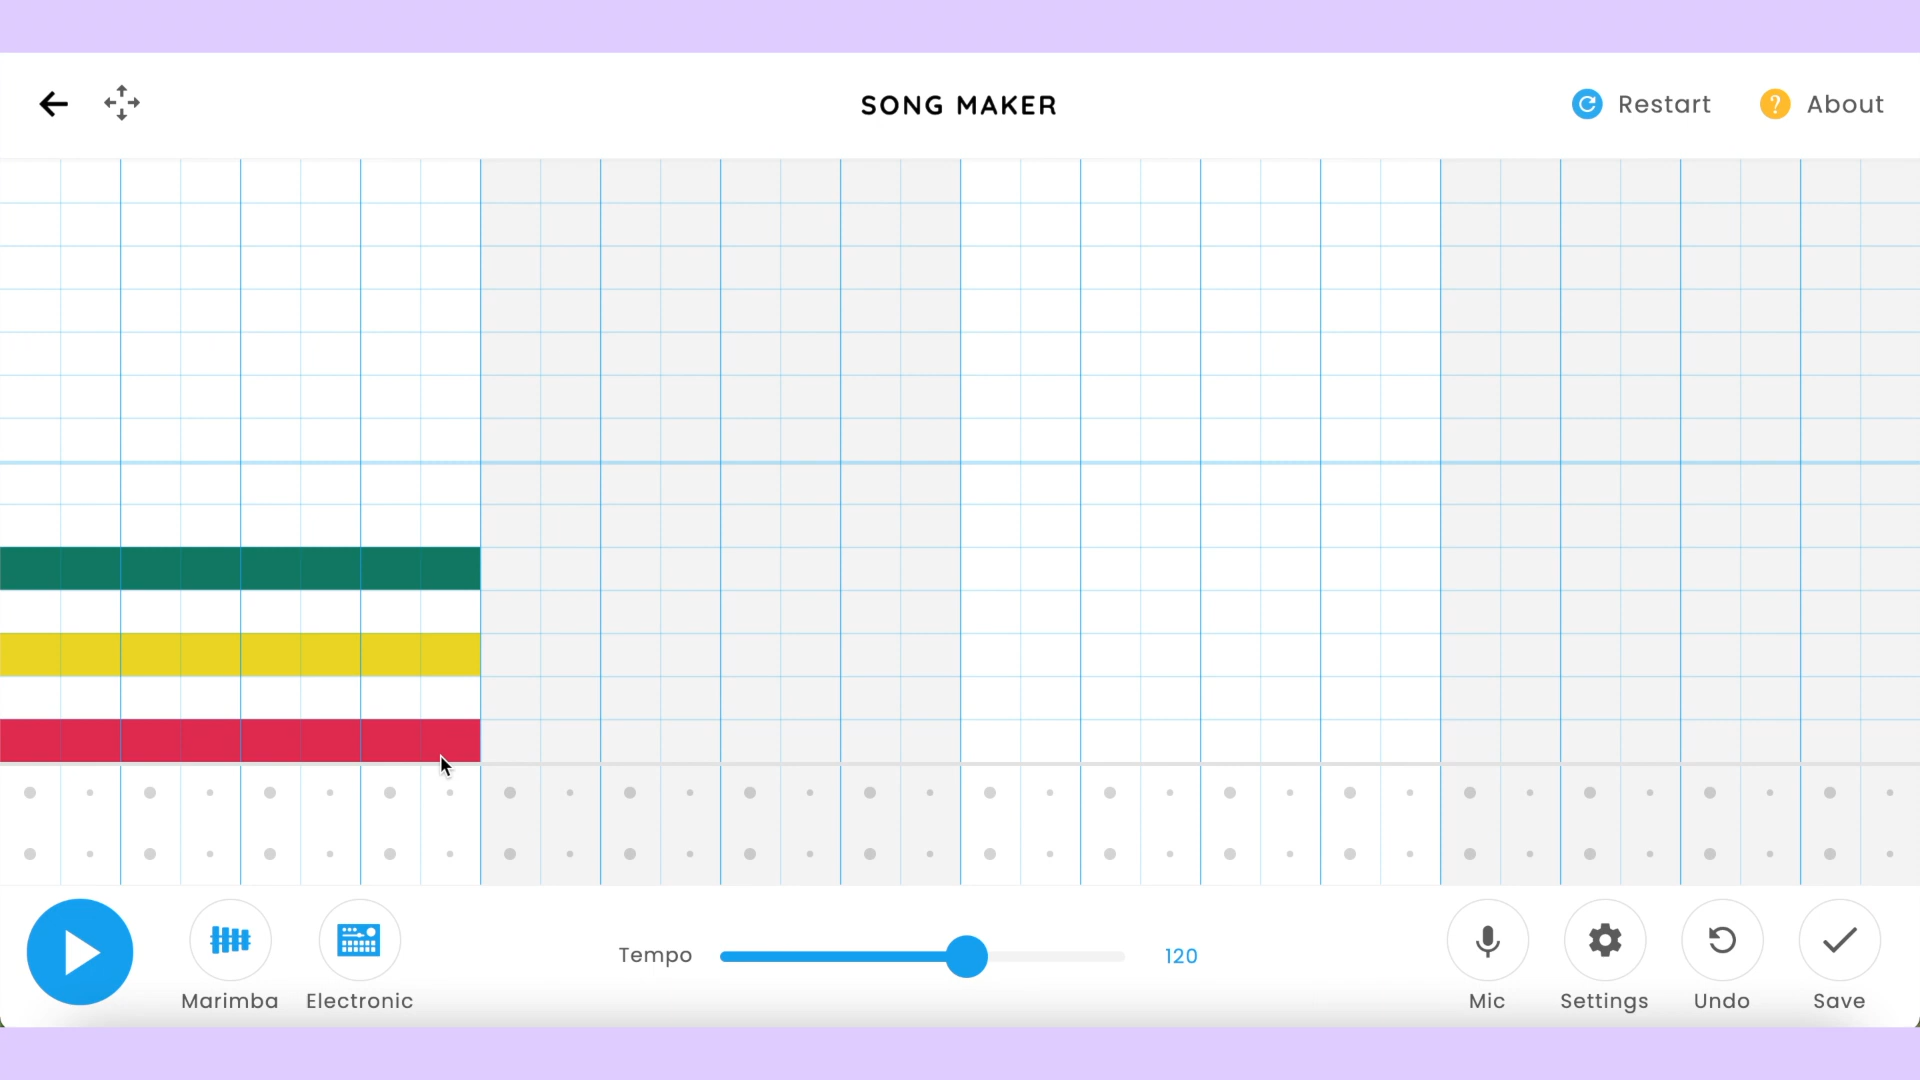 SONG MAKER
Restart
? About
Tempo
120
Marimba
Electronic
Mic
Settings
Undo
Save